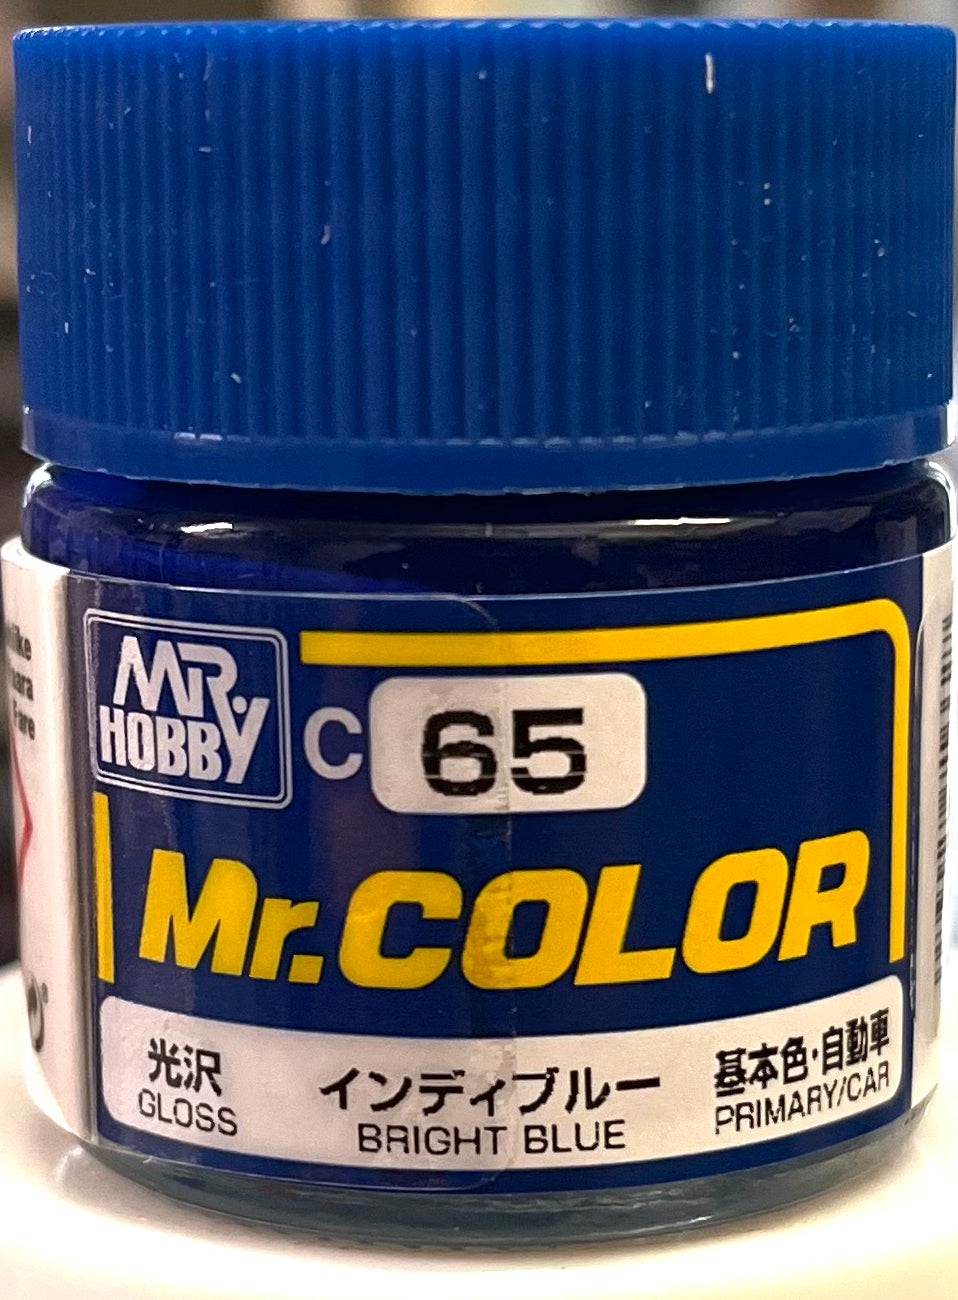 MR.
HOBBY
C 65
Mr.COLOR
光沢
GLOSS
インディブルー
BRIGHT BLUE
基本色・自動車
PRIMARY/CAR